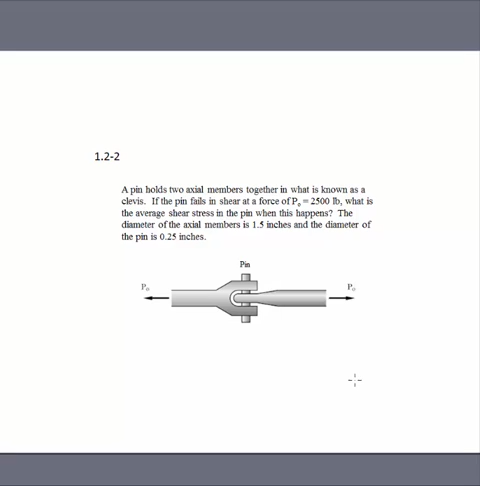 1.2-2
A pin holds two axial members together in what is known as a
clevis. If the pin fails in shear at a force of Pₒ = 2500 lb, what is
the average shear stress in the pin when this happens? The
diameter of the axial members is 1.5 inches and the diameter of
the pin is 0.25 inches.
Pin
Pₒ Pₒ